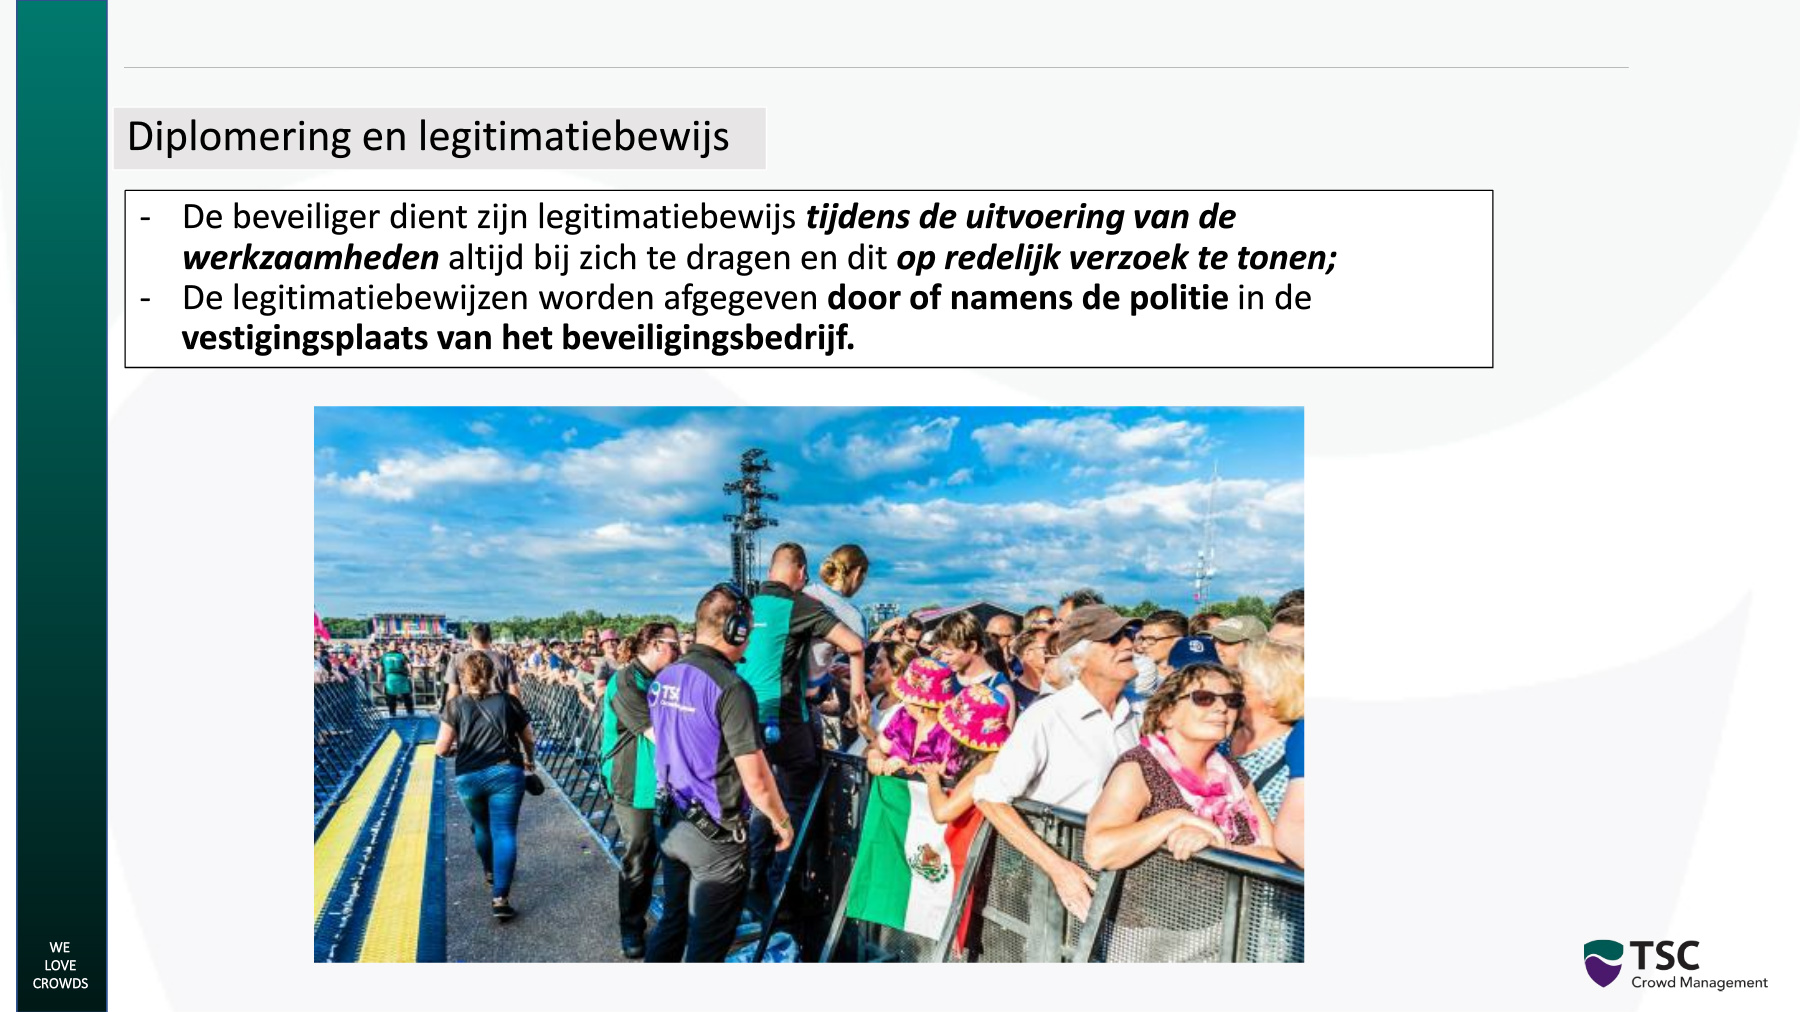 Diplomering en legitimatiebewijs
- De beveiliger dient zijn legitimatiebewijs tijdens de uitvoering van de
werkzaamheden altijd bij zich te dragen en dit op redelijk verzoek te tonen;
- De legitimatiebewijzen worden afgegeven door of namens de politie in de
vestigingsplaats van het beveiligingsbedrijf.
TSC
WE
LOVE
CROWDS
TSC
Crowd Management